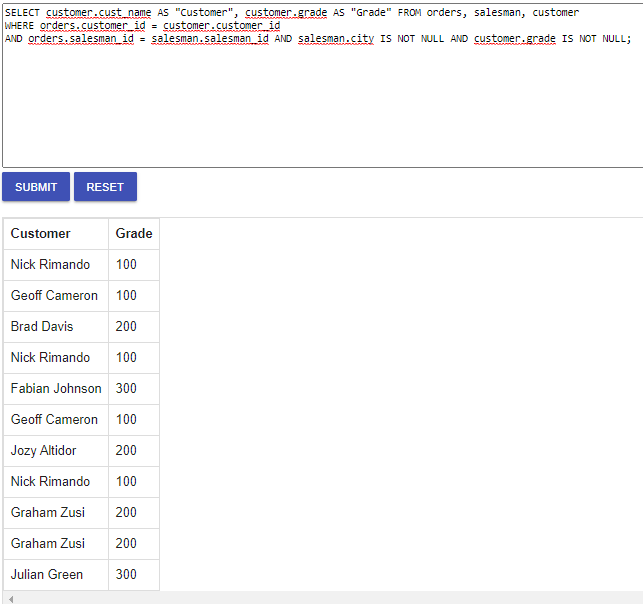 SELECT customer.cust_name AS "Customer", customer.grade AS "Grade" FROM orders, salesman, customer
WHERE orders.customer_id = customer.customer_id
AND orders.salesman_id = salesman.salesman_id AND salesman.city IS NOT NULL AND customer.grade IS NOT NULL;
SUBMIT RESET
Customer Grade
Nick Rimando 100
Geoff Cameron 100
Brad Davis 200
Nick Rimando 100
Fabian Johnson 300
Geoff Cameron 100
Jozy Altidor 200
Nick Rimando 100
Graham Zusi 200
Graham Zusi 200
Julian Green 300